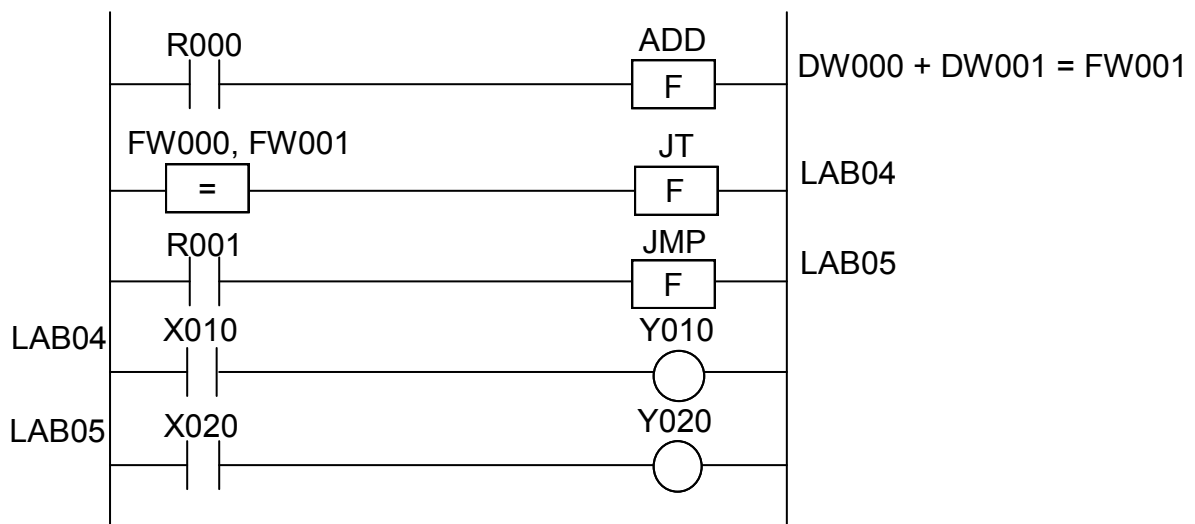 R000
ADD
F
DW000 + DW001 = FW001
FW000, FW001
=
JT
F
LAB04
R001
JMP
F
LAB05
LAB04
X010
Y010
LAB05
X020
Y020